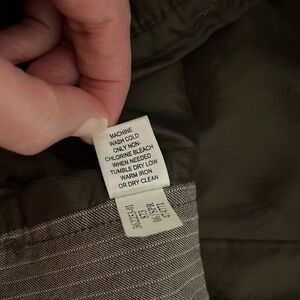 MACHINE
WASH COLD
ONLY NON-
CHLORINE BLEACH
WHEN NEEDED
TUMBLE DRY LOW
WARM IRON
OR DRY CLEAN